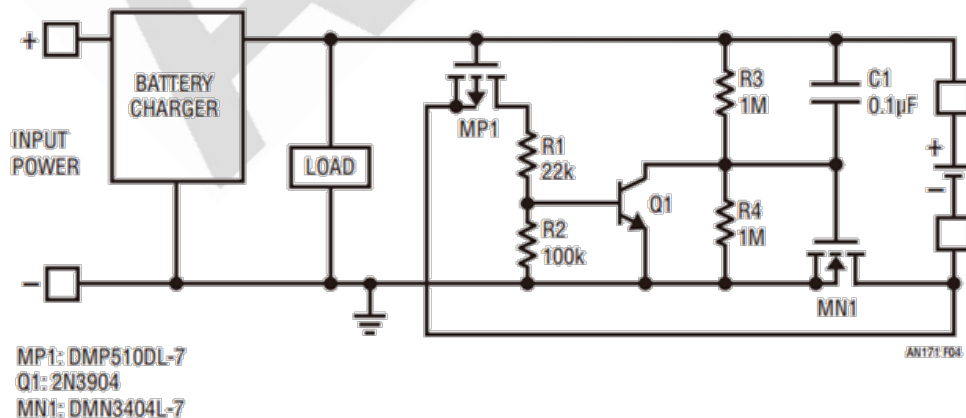 +
BATTERY
CHARGER
INPUT
POWER
-
LOAD
MP1
R1
22k
R2
100k
Q1
R3
1M
R4
1M
C1
0.1µF
+
-
MN1
AN171 F04
MP1: DMP510DL-7
Q1: 2N3904
MN1: DMN3404L-7